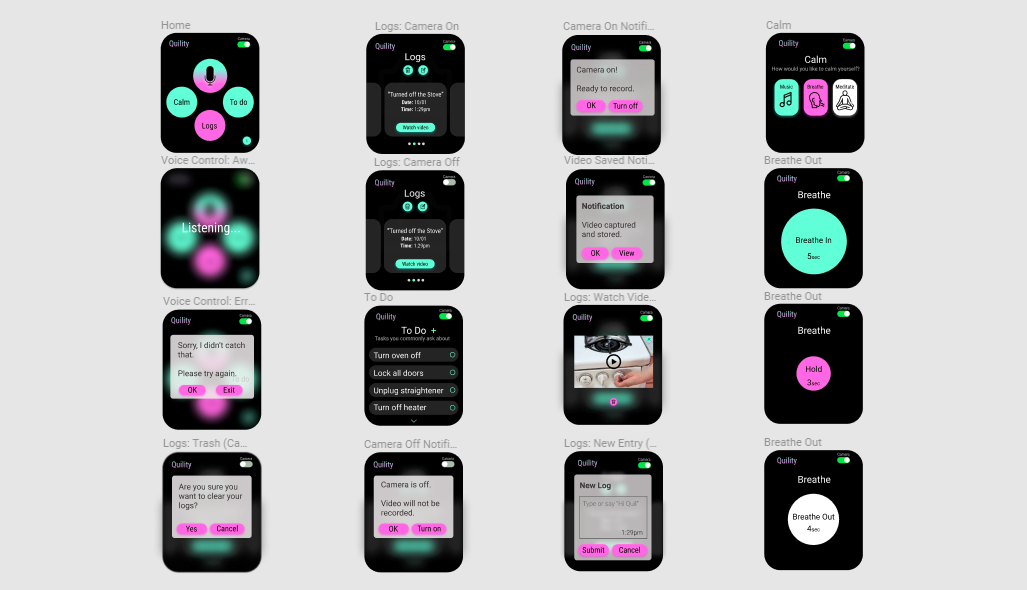 Home
Camera
Quility
Calm
To do
Logs
Logs: Camera On
Camera
Quility
Logs
"Turned off the Stove"
Date: 10/01
Time: 1:29pm
Watch video
Camera On Notifi...
Camera
Quility
Camera on!
Ready to record.
OK
Turn off
Calm
Camera
Quility
Calm
How would you like to calm yourself?
Music
Breathe
Meditate
Voice Control: Aw...
Listening...
Logs: Camera Off
Camera
Quility
Logs
"Turned off the Stove"
Date: 10/01
Time: 1:29pm
Watch video
Video Saved Noti...
Camera
Quility
Notification
Video captured
and stored.
OK
View
Breathe Out
Camera
Quility
Breathe
Breathe In
5sec
Voice Control: Err...
Camera
Quility
Sorry, I didn't catch
that.
Please try again.
OK
Exit
To Do
Camera
Quility
To Do +
Tasks you commonly ask about
Turn oven off
Lock all doors
Unplug straightener
Turn off heater
Logs: Watch Vide...
Camera
Quility
Breathe Out
Camera
Quility
Breathe
Hold
3sec
Logs: Trash (Ca...
Camera
Quility
Are you sure you
want to clear your
logs?
Yes
Cancel
Camera Off Notifi...
Camera
Quility
Camera is off.
Video will not be
recorded.
OK
Turn on
Logs: New Entry (...
Camera
Quility
New Log
Type or say "Hi Quil"
1:29pm
Submit
Cancel
Breathe Out
Camera
Quility
Breathe
Breathe Out
4sec